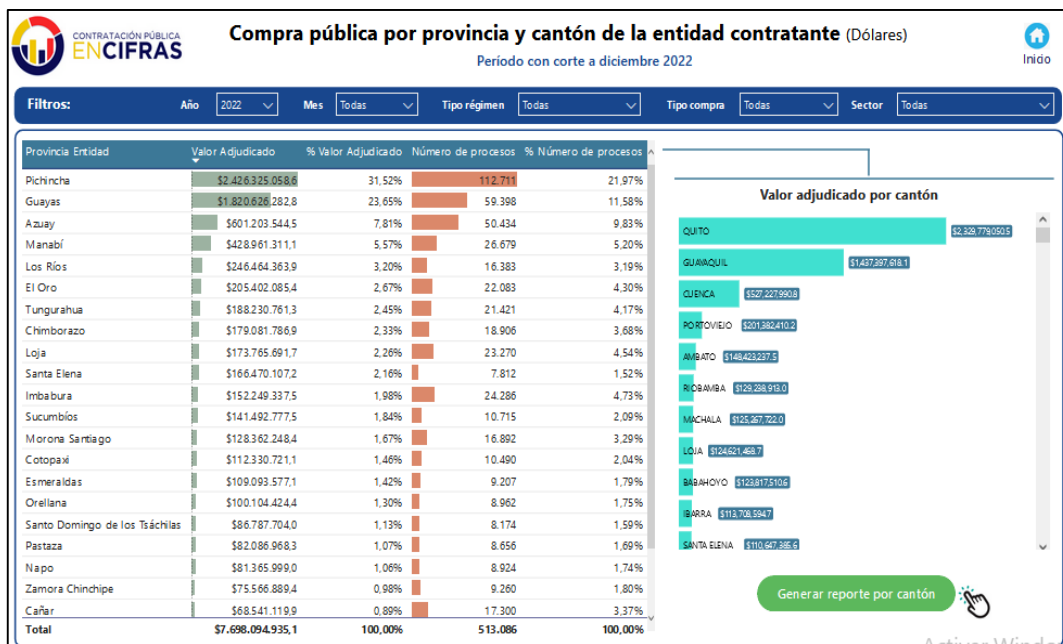 CONTRATACIÓN PÚBLICA
ENCIFRAS
Compra pública por provincia y cantón de la entidad contratante (Dólares)
Período con corte a diciembre 2022
Inicio
Filtros: Año 2022 Mes Todas Tipo régimen Todas Tipo compra Todas Sector Todas
Provincia Entidad Valor Adjudicado % Valor Adjudicado Número de procesos % Número de procesos
Pichincha $2.426.325.058,6 31,52% 112.711 21,97%
Guayas $1.820.626.282,8 23,65% 59.398 11,58%
Azuay $601.203.544,5 7,81% 50.434 9,83%
Manabí $428.961.311,1 5,57% 26.679 5,20%
Los Ríos $246.464.363,9 3,20% 16.383 3,19%
El Oro $205.402.085,4 2,67% 22.083 4,30%
Tungurahua $188.230.761,3 2,45% 21.421 4,17%
Chimborazo $179.081.786,9 2,33% 18.906 3,68%
Loja $173.765.691,7 2,26% 23.270 4,54%
Santa Elena $166.470.107,2 2,16% 7.812 1,52%
Imbabura $152.249.337,5 1,98% 24.286 4,73%
Sucumbíos $141.492.777,5 1,84% 10.715 2,09%
Morona Santiago $128.362.248,4 1,67% 16.892 3,29%
Cotopaxi $112.330.721,1 1,46% 10.490 2,04%
Esmeraldas $109.093.577,1 1,42% 9.207 1,79%
Orellana $100.104.424,4 1,30% 8.962 1,75%
Santo Domingo de los Tsáchilas $86.787.704,0 1,13% 8.174 1,59%
Pastaza $82.086.968,3 1,07% 8.656 1,69%
Napo $81.365.999,0 1,06% 8.924 1,74%
Zamora Chinchipe $75.566.889,4 0,98% 9.260 1,80%
Cañar $68.541.119,9 0,89% 17.300 3,37%
Total $7.698.094.935,1 100,00% 513.086 100,00%
Valor adjudicado por cantón
QUITO $2,329,779,050.5
GUAYAQUIL $1,437,397,618.1
CUENCA $527,227,990.8
PORTOVIEJO $201,382,410.2
AMBATO $148,423,237.5
RIOBAMBA $129,238,913.0
MACHALA $125,267,722.0
LOJA $124,621,468.7
BABAHOYO $123,817,510.6
IBARRA $113,708,594.7
SANTA ELENA $110,647,385.6
Generar reporte por cantón